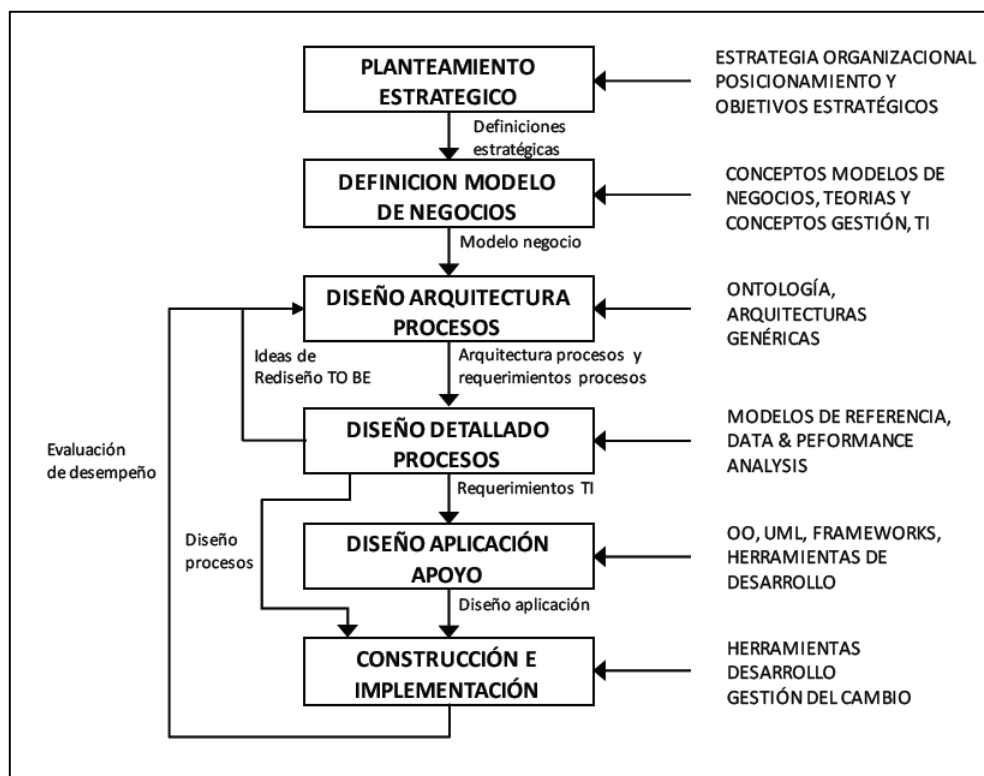 PLANTEAMIENTO
ESTRATEGICO
ESTRATEGIA ORGANIZACIONAL
POSICIONAMIENTO Y
OBJETIVOS ESTRATÉGICOS
Definiciones
estratégicas
DEFINICION MODELO
DE NEGOCIOS
CONCEPTOS MODELOS DE
NEGOCIOS, TEORIAS Y
CONCEPTOS GESTIÓN, TI
Modelo negocio
DISEÑO ARQUITECTURA
PROCESOS
ONTOLOGÍA,
ARQUITECTURAS
GENÉRICAS
Ideas de
Rediseño TO BE
Arquitectura procesos y
requerimientos procesos
DISEÑO DETALLADO
PROCESOS
MODELOS DE REFERENCIA,
DATA & PEFORMANCE
ANALYSIS
Evaluación
de desempeño
Requerimientos TI
Diseño
procesos
DISEÑO APLICACIÓN
APOYO
OO, UML, FRAMEWORKS,
HERRAMIENTAS DE
DESARROLLO
Diseño aplicación
CONSTRUCCIÓN E
IMPLEMENTACIÓN
HERRAMIENTAS
DESARROLLO
GESTIÓN DEL CAMBIO